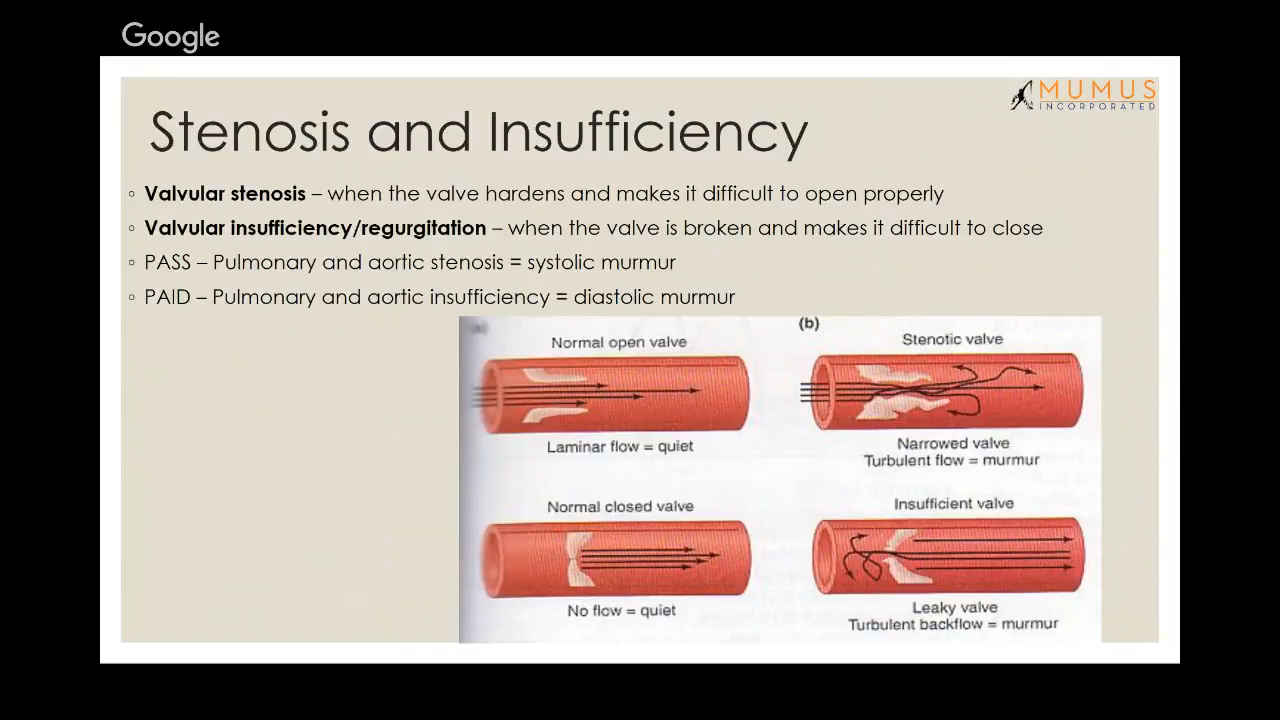 Google
MUMUS
INCORPORATED
Stenosis and Insufficiency
◦ Valvular stenosis – when the valve hardens and makes it difficult to open properly
◦ Valvular insufficiency/regurgitation – when the valve is broken and makes it difficult to close
◦ PASS – Pulmonary and aortic stenosis = systolic murmur
◦ PAID – Pulmonary and aortic insufficiency = diastolic murmur
(b)
Normal open valve
Stenotic valve
Laminar flow = quiet
Narrowed valve
Turbulent flow = murmur
Normal closed valve
Insufficient valve
No flow = quiet
Leaky valve
Turbulent backflow = murmur